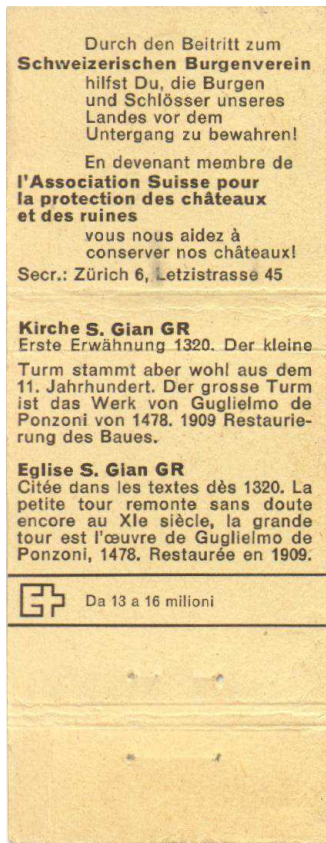 Durch den Beitritt zum
Schweizerischen Burgenverein
hilfst Du, die Burgen
und Schlösser unseres
Landes vor dem
Untergang zu bewahren!
En devenant membre de
l'Association Suisse pour
la protection des châteaux
et des ruines
vous nous aidez à
conserver nos châteaux!
Secr.: Zürich 6, Letzistrasse 45
Kirche S. Gian GR
Erste Erwähnung 1320. Der kleine
Turm stammt aber wohl aus dem
11. Jahrhundert. Der grosse Turm
ist das Werk von Guglielmo de
Ponzoni von 1478. 1909 Restaurie-
rung des Baues.
Eglise S. Gian GR
Citée dans les textes dès 1320. La
petite tour remonte sans doute
encore au XIe siècle, la grande
tour est l'œuvre de Guglielmo de
Ponzoni, 1478. Restaurée en 1909.
Da 13 a 16 milioni